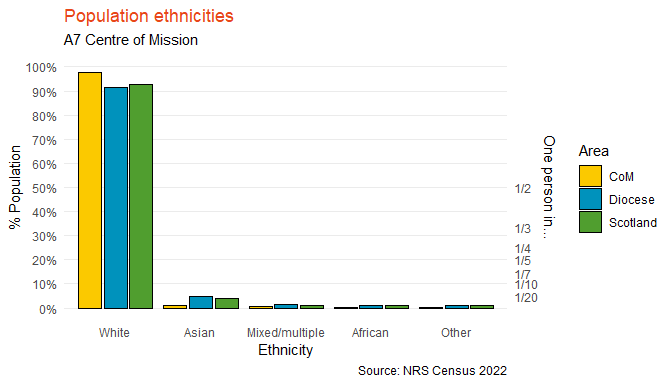 Population ethnicities
A7 Centre of Mission
100%
90%
80%
70%
60%
50%
40%
30%
20%
10%
0%
% Population
White
Asian
Mixed/multiple
African
Other
Ethnicity
1/2
1/3
1/4
1/5
1/7
1/10
1/20
One person in...
Area
CoM
Diocese
Scotland
Source: NRS Census 2022